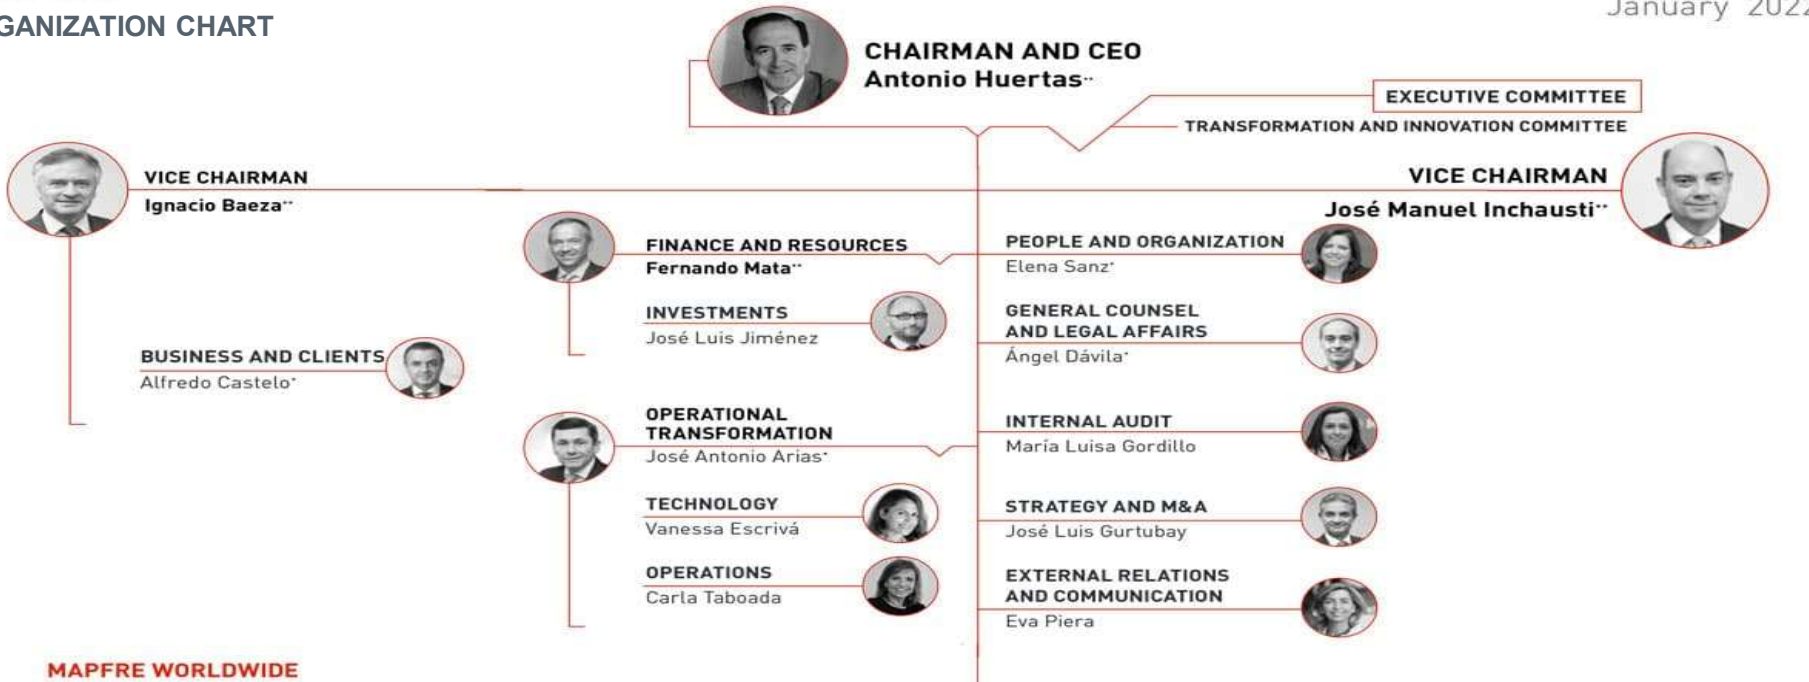 GANIZATION CHART
January 2022
CHAIRMAN AND CEO
Antonio Huertas**
EXECUTIVE COMMITTEE
TRANSFORMATION AND INNOVATION COMMITTEE
VICE CHAIRMAN
Ignacio Baeza**
VICE CHAIRMAN
José Manuel Inchausti**
FINANCE AND RESOURCES
Fernando Mata**
PEOPLE AND ORGANIZATION
Elena Sanz*
INVESTMENTS
José Luis Jiménez
GENERAL COUNSEL
AND LEGAL AFFAIRS
Ángel Dávila*
BUSINESS AND CLIENTS
Alfredo Castelo*
OPERATIONAL
TRANSFORMATION
José Antonio Arias*
INTERNAL AUDIT
María Luisa Gordillo
TECHNOLOGY
Vanessa Escrivá
STRATEGY AND M&A
José Luis Gurtubay
OPERATIONS
Carla Taboada
EXTERNAL RELATIONS
AND COMMUNICATION
Eva Piera
MAPFRE WORLDWIDE